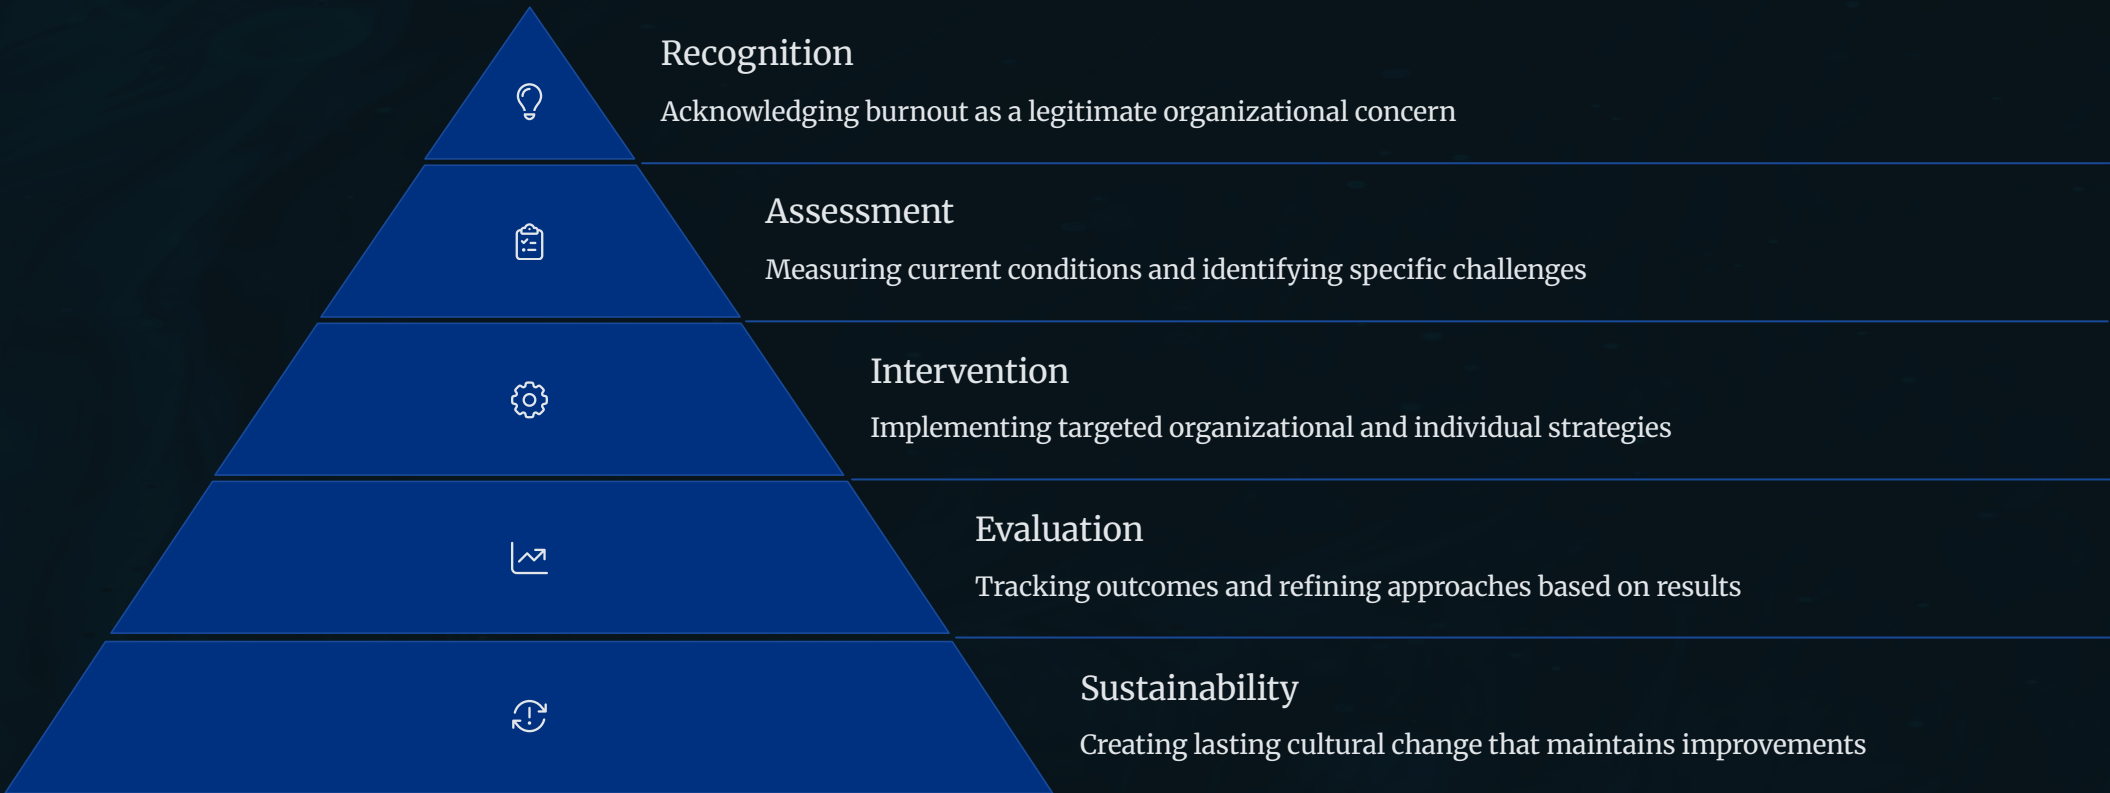 Recognition
Acknowledging burnout as a legitimate organizational concern
Assessment
Measuring current conditions and identifying specific challenges
Intervention
Implementing targeted organizational and individual strategies
Evaluation
Tracking outcomes and refining approaches based on results
Sustainability
Creating lasting cultural change that maintains improvements